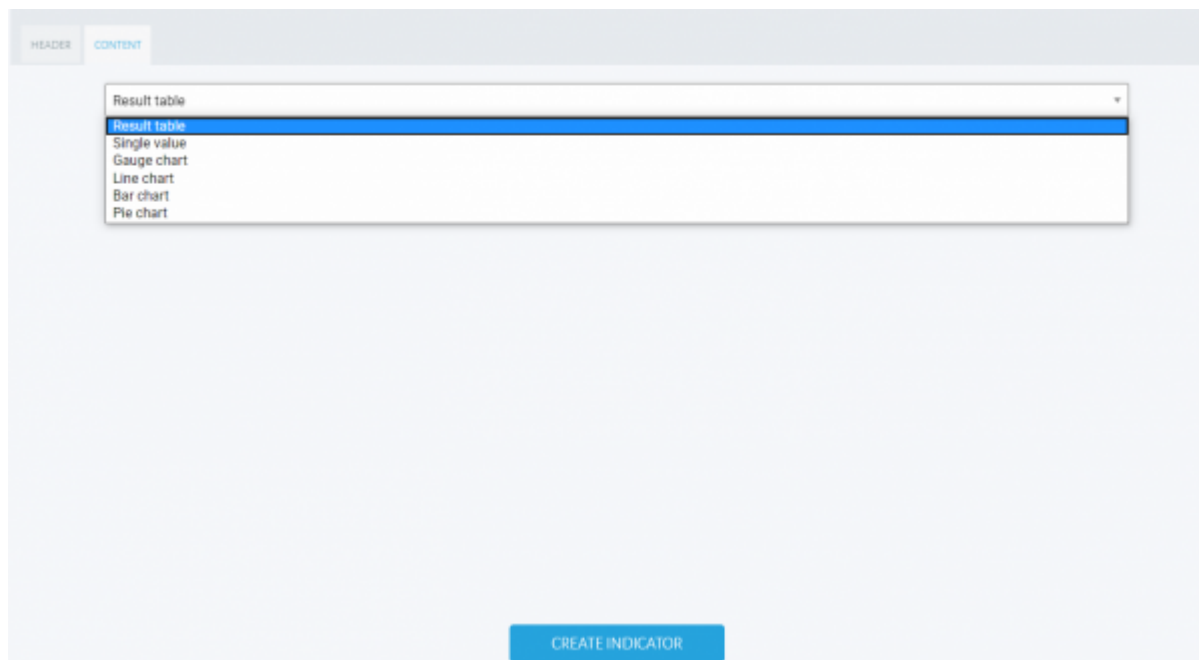 HEADER CONTENT
Result table
Result table
Single value
Gauge chart
Line chart
Bar chart
Pie chart
CREATE INDICATOR